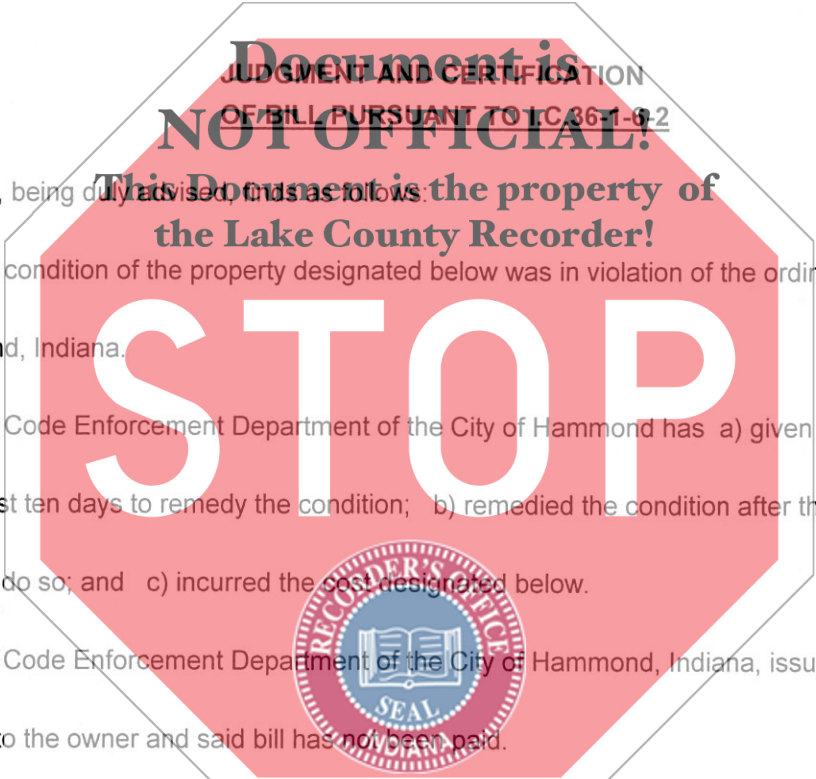 Document is
JUDGMENT AND CERTIFICATION
NOT OFFICIAL!
OF BILL PURSUANT TO I.C.36-1-6-2
This Document is the property of
, being duly advised, finds as follows:
the Lake County Recorder!
condition of the property designated below was in violation of the ordin
STOP
d, Indiana.
Code Enforcement Department of the City of Hammond has a) given
st ten days to remedy the condition; b) remedied the condition after th
do so; and c) incurred the cost designated below.
RECORDER'S OFFICE
Code Enforcement Department of the City of Hammond, Indiana, issu
SEAL
o the owner and said bill has not been paid.
INDIANA